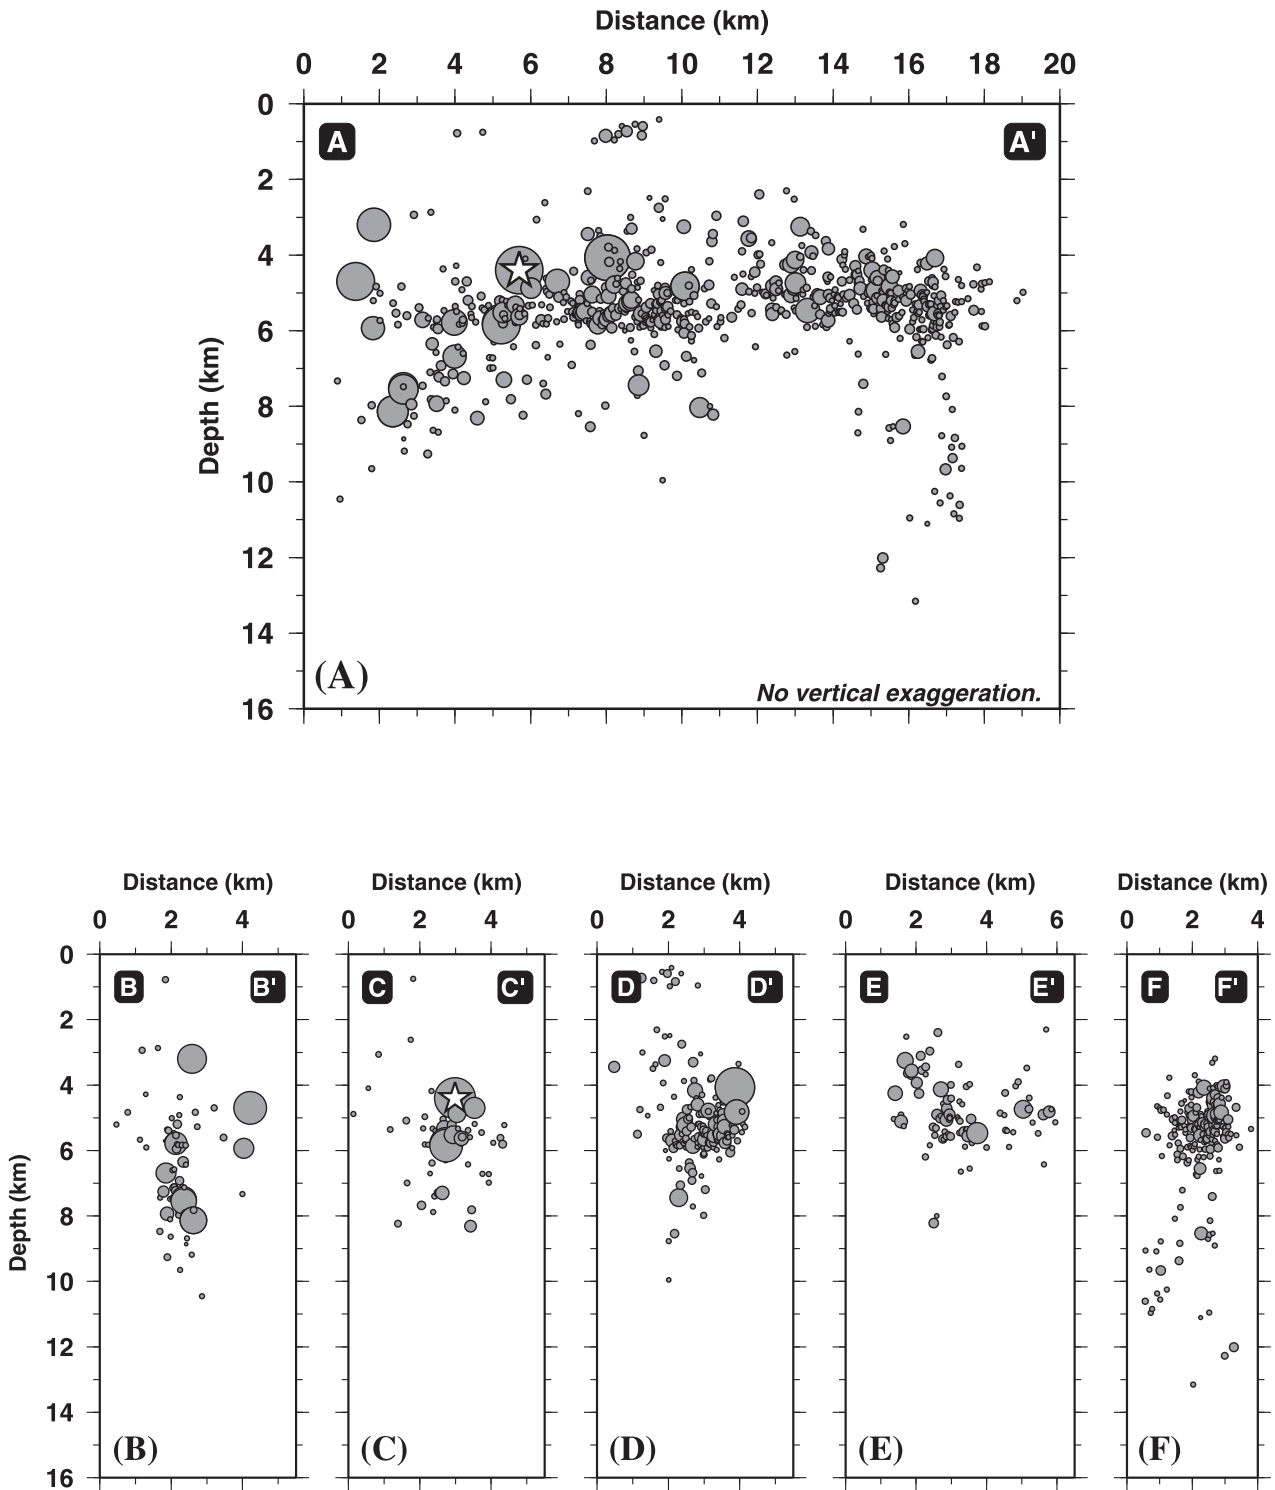 Distance (km)
0 2 4 6 8 10 12 14 16 18 20
0
A A'
2
4
6
Depth (km)
8
10
12
14
(A)
No vertical exaggeration.
16
Distance (km) Distance (km) Distance (km) Distance (km) Distance (km)
0 2 4 0 2 4 0 2 4 0 2 4 6 0 2 4
0
B B' C C' D D' E E' F F'
2
4
6
Depth (km)
8
10
12
14
(B) (C) (D) (E) (F)
16